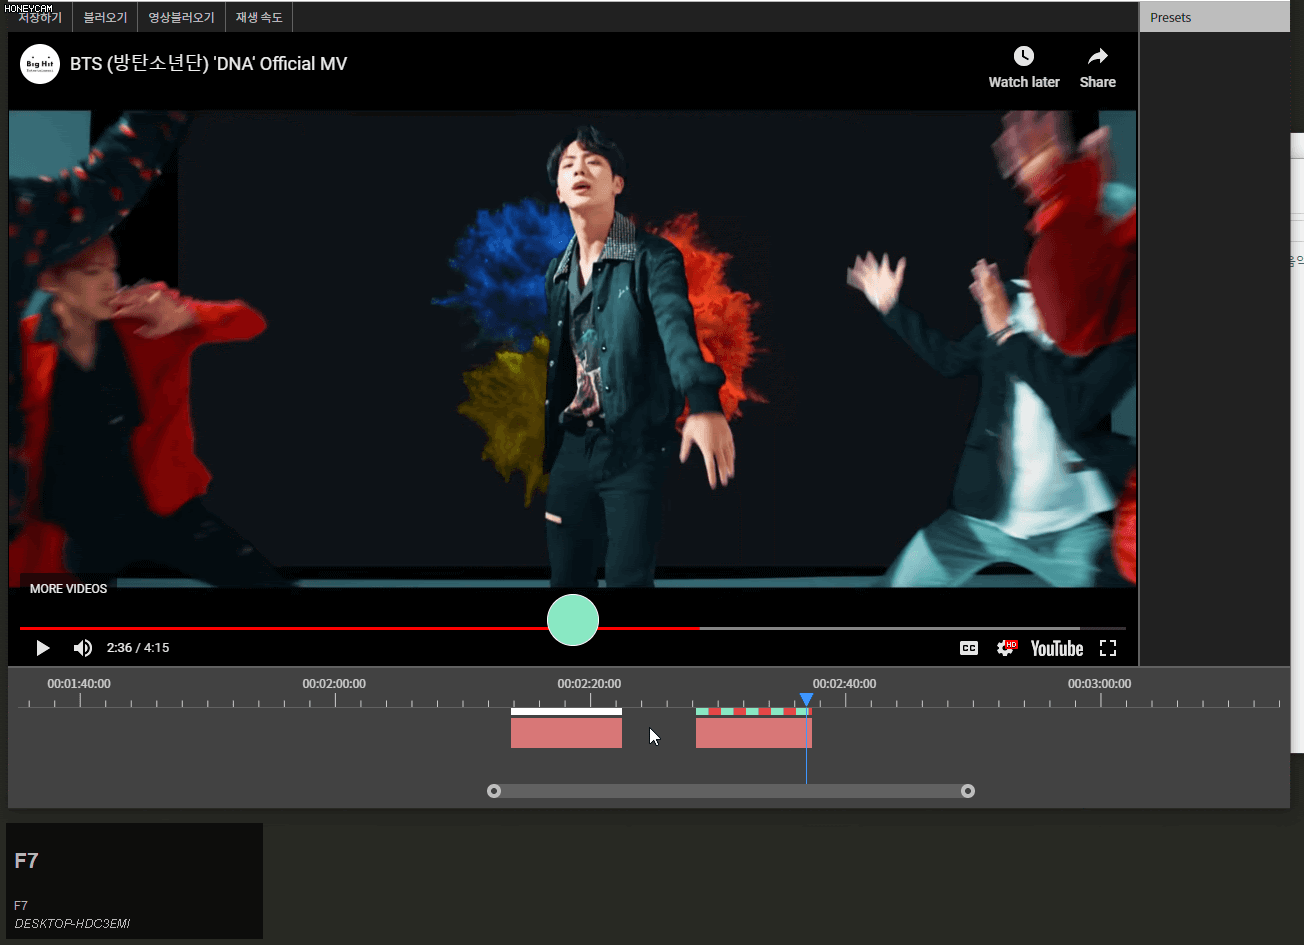 HONEYCAM
저장하기 불러오기 영상불러오기 재생 속도 Presets
Big Hit
BTS (방탄소년단) 'DNA' Official MV
Watch later Share
MORE VIDEOS
2:36 / 4:15 CC HD YouTube
00:01:40:00 00:02:00:00 00:02:20:00 00:02:40:00 00:03:00:00
F7
F7
DESKTOP-HDC3EMI